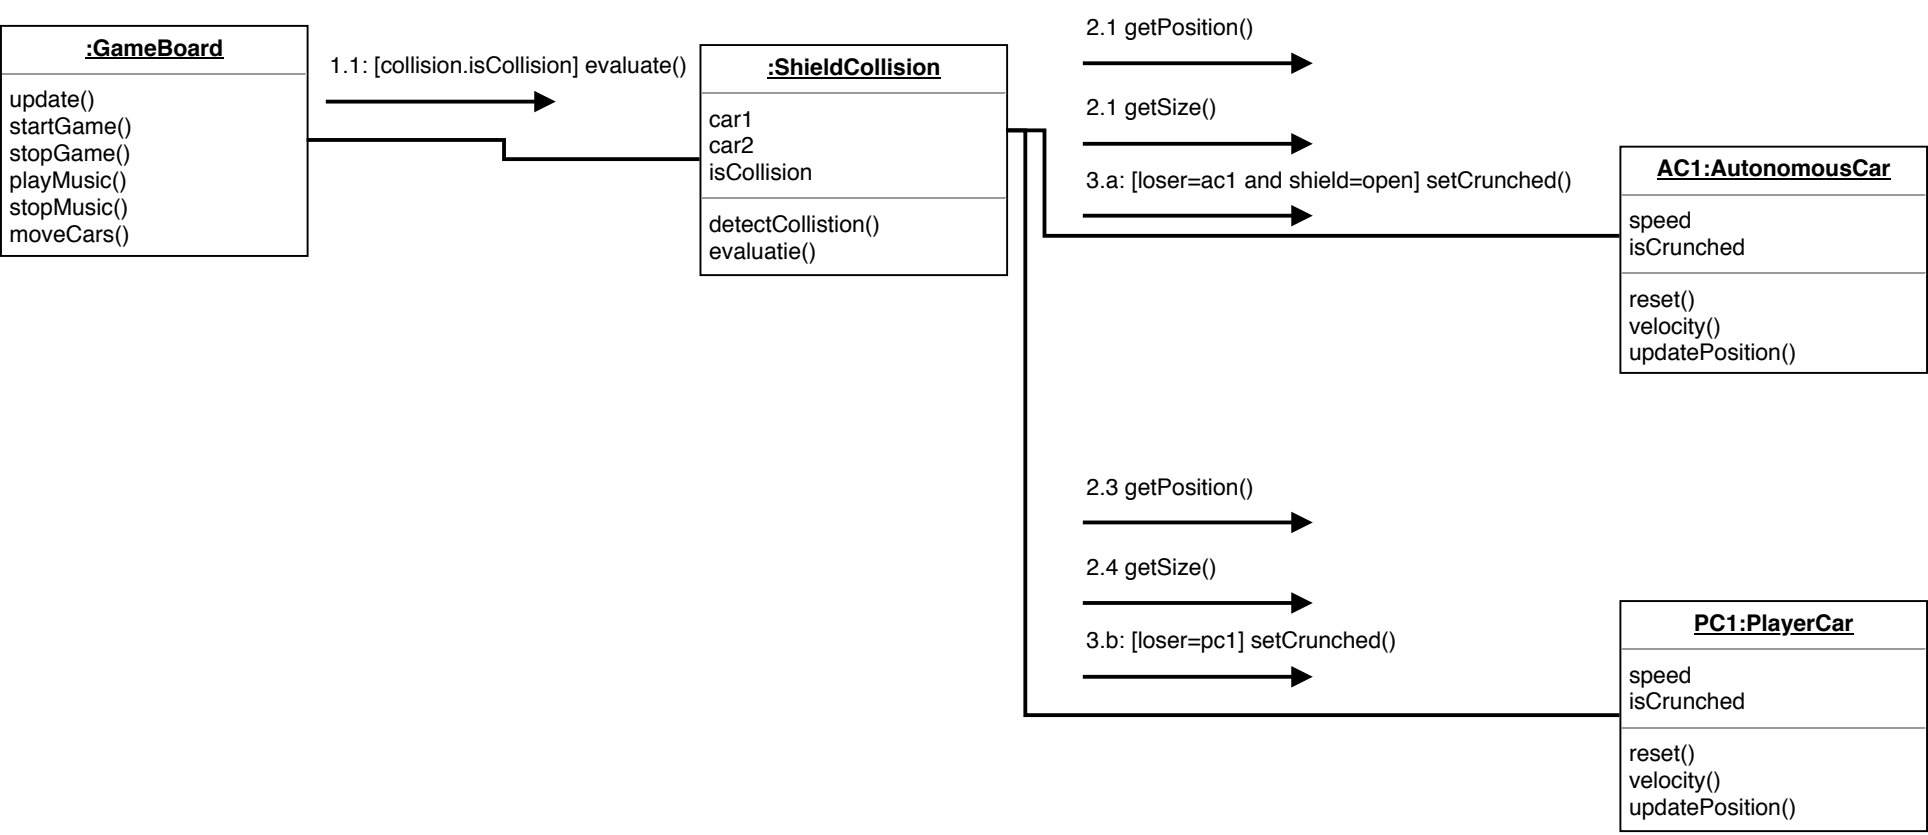 :GameBoard
update()
startGame()
stopGame()
playMusic()
stopMusic()
moveCars()
1.1: [collision.isCollision] evaluate()
:ShieldCollision
car1
car2
isCollision
detectCollistion()
evaluatie()
2.1 getPosition()
2.1 getSize()
3.a: [loser=ac1 and shield=open] setCrunched()
AC1:AutonomousCar
speed
isCrunched
reset()
velocity()
updatePosition()
2.3 getPosition()
2.4 getSize()
3.b: [loser=pc1] setCrunched()
PC1:PlayerCar
speed
isCrunched
reset()
velocity()
updatePosition()